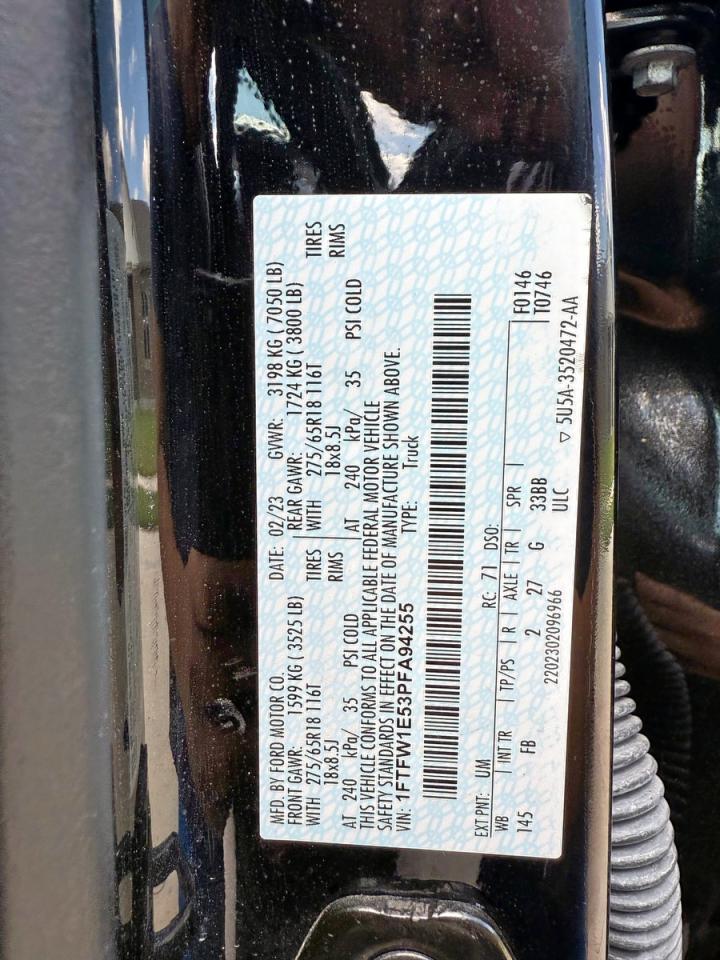 MFD. BY FORD MOTOR CO. DATE: 02/23 GVWR: 3198 KG ( 7050 LB)
FRONT GAWR: 1599 KG ( 3525 LB) REAR GAWR: 1724 KG ( 3800 LB)
WITH 275/65R18 116T TIRES WITH 275/65R18 116T TIRES
18x8.5J RIMS 18x8.5J RIMS
AT 240 kPa/ 35 PSI COLD AT 240 kPa/ 35 PSI COLD
THIS VEHICLE CONFORMS TO ALL APPLICABLE FEDERAL MOTOR VEHICLE
SAFETY STANDARDS IN EFFECT ON THE DATE OF MANUFACTURE SHOWN ABOVE.
VIN: 1FTFW1E53PFA94255 TYPE: Truck
EXT PNT: UM RC: 71 DSO: F0146
WB INT TR TP/PS R AXLE TR SPR T0746
145 FB 2 27 G 33BB
2202302096966 ULC ▽ 5U5A-3520472-AA